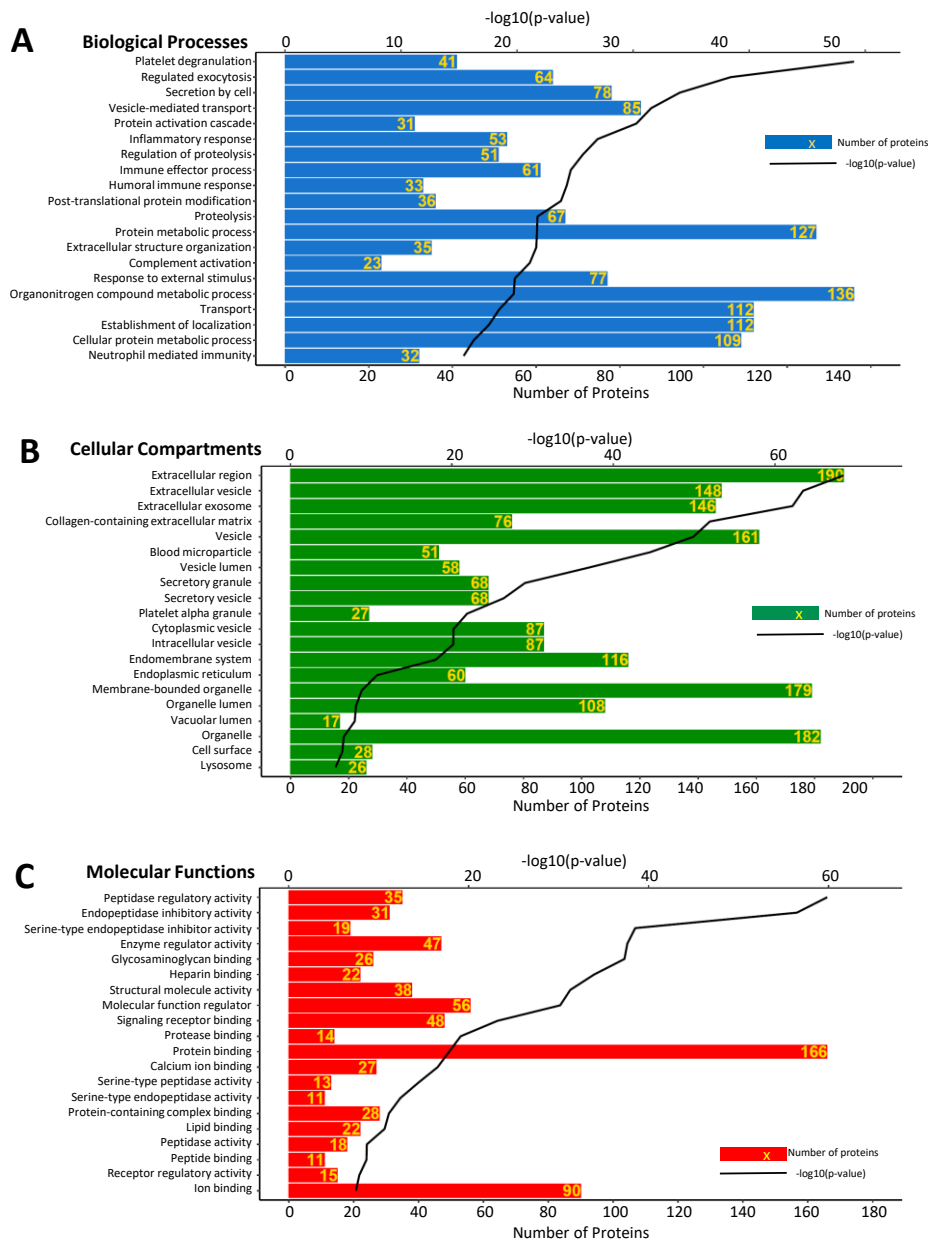 -log10(p-value)
A
Biological Processes
0 10 20 30 40 50
Platelet degranulation 41
Regulated exocytosis 64
Secretion by cell 78
Vesicle-mediated transport 85
Protein activation cascade 31
Inflammatory response 53
Regulation of proteolysis 51
Immune effector process 61
Humoral immune response 33
Post-translational protein modification 36
Proteolysis 67
Protein metabolic process 127
Extracellular structure organization 35
Complement activation 23
Response to external stimulus 77
Organonitrogen compound metabolic process 136
Transport 112
Establishment of localization 112
Cellular protein metabolic process 109
Neutrophil mediated immunity 32
x Number of proteins
-log10(p-value)
0 20 40 60 80 100 120 140
Number of Proteins
B
Cellular Compartments
-log10(p-value)
0 20 40 60
Extracellular region 190
Extracellular vesicle 148
Extracellular exosome 146
Collagen-containing extracellular matrix 76
Vesicle 161
Blood microparticle 51
Vesicle lumen 58
Secretory granule 68
Secretory vesicle 68
Platelet alpha granule 27
Cytoplasmic vesicle 87
Intracellular vesicle 87
Endomembrane system 116
Endoplasmic reticulum 60
Membrane-bounded organelle 179
Organelle lumen 108
Vacuolar lumen 17
Organelle 182
Cell surface 28
Lysosome 26
x Number of proteins
-log10(p-value)
0 20 40 60 80 100 120 140 160 180 200
Number of Proteins
C
Molecular Functions
-log10(p-value)
0 20 40 60
Peptidase regulatory activity 35
Endopeptidase inhibitory activity 31
Serine-type endopeptidase inhibitor activity 19
Enzyme regulator activity 47
Glycosaminoglycan binding 26
Heparin binding 22
Structural molecule activity 38
Molecular function regulator 56
Signaling receptor binding 48
Protease binding 14
Protein binding 166
Calcium ion binding 27
Serine-type peptidase activity 13
Serine-type endopeptidase activity 11
Protein-containing complex binding 28
Lipid binding 22
Peptidase activity 18
Peptide binding 11
Receptor regulatory activity 15
Ion binding 90
x Number of proteins
-log10(p-value)
0 20 40 60 80 100 120 140 160 180
Number of Proteins